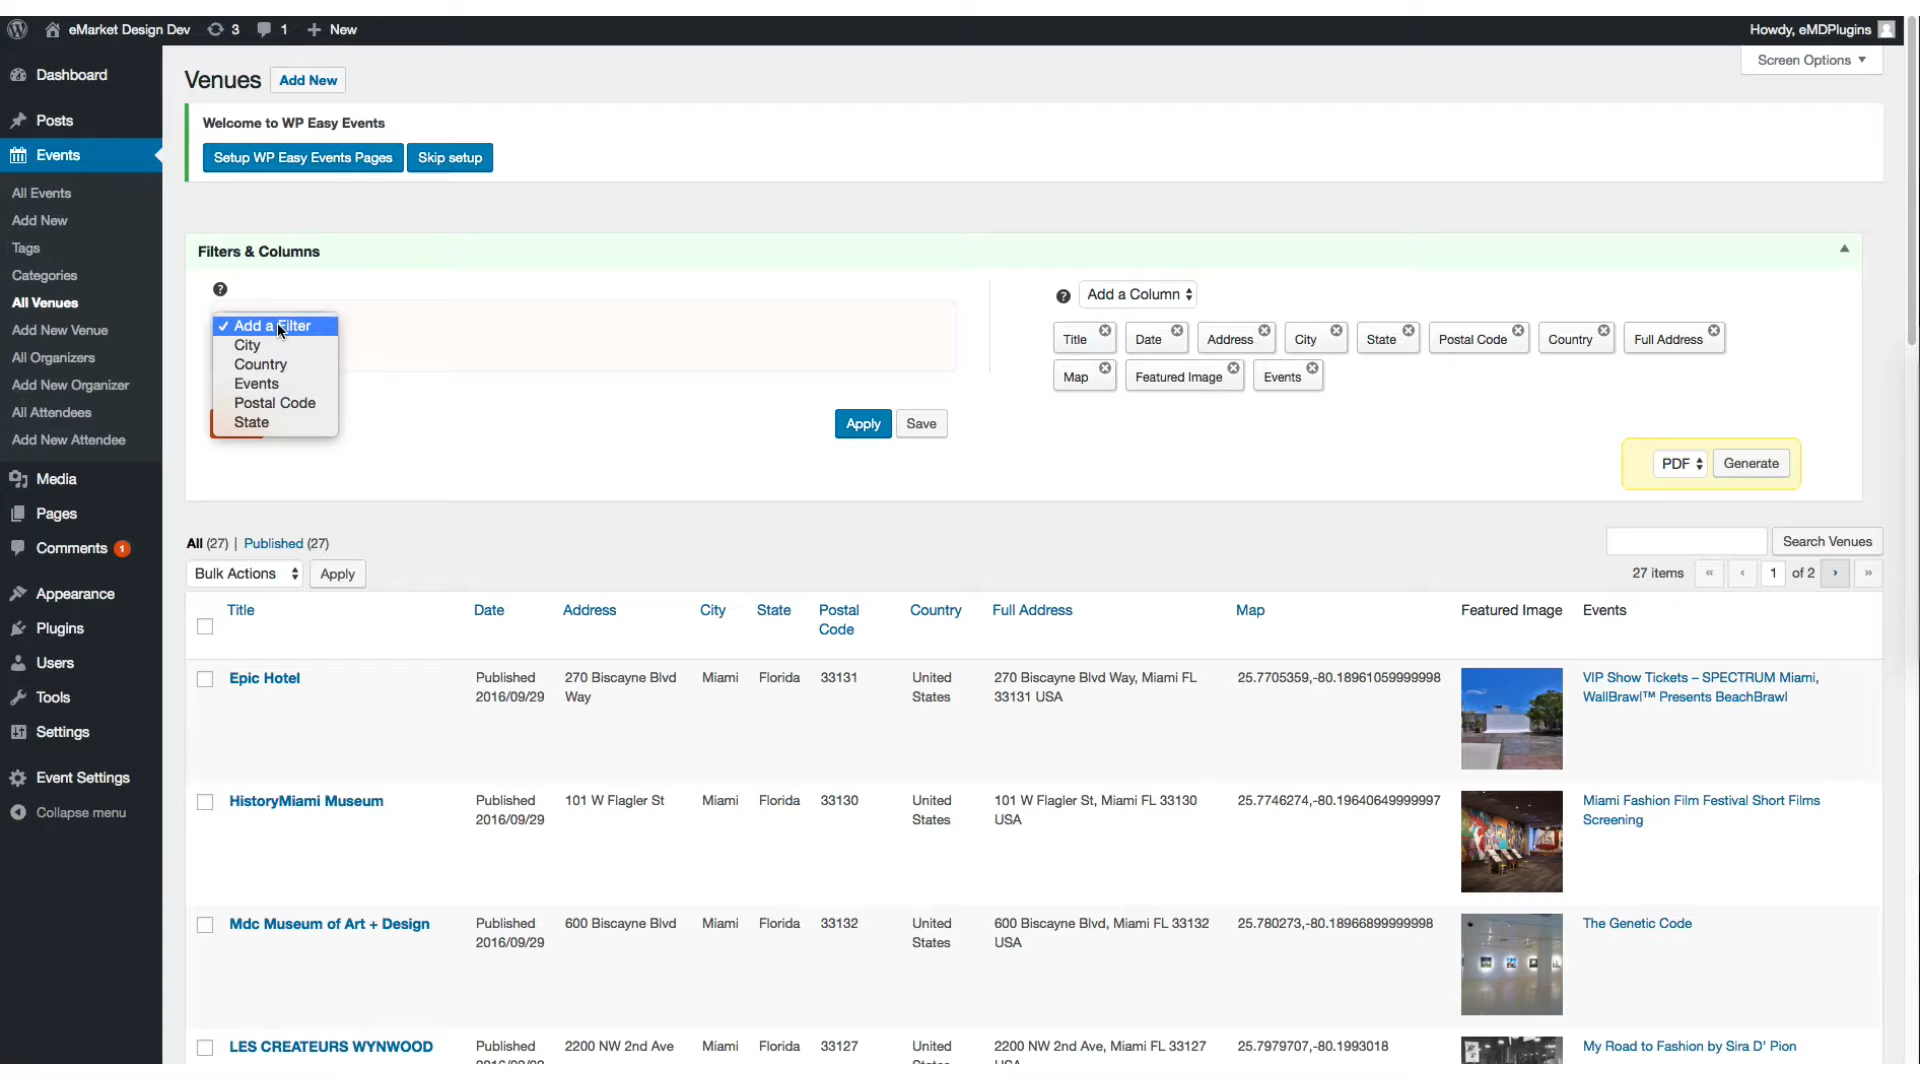 eMarket Design Dev 3 1 + New Howdy, eMDPlugins
Screen Options
Dashboard
Posts
Events
All Events
Add New
Tags
Categories
All Venues
Add New Venue
All Organizers
Add New Organizer
All Attendees
Add New Attendee
Media
Pages
Comments 1
Appearance
Plugins
Users
Tools
Settings
Event Settings
Collapse menu
Venues Add New
Welcome to WP Easy Events
Setup WP Easy Events Pages Skip setup
Filters & Columns
?
✓ Add a Filter
City
Country
Events
Postal Code
State
Apply Save
? Add a Column
Title Date Address City State Postal Code Country Full Address
Map Featured Image Events
PDF Generate
All (27) | Published (27)
Search Venues
Bulk Actions Apply
27 items « ‹ 1 of 2 › »
Title Date Address City State Postal Country Full Address Map Featured Image Events
Code
Epic Hotel Published 270 Biscayne Blvd Miami Florida 33131 United 270 Biscayne Blvd Way, Miami FL 25.7705359,-80.18961059999998 VIP Show Tickets – SPECTRUM Miami,
2016/09/29 Way States 33131 USA WallBrawl™ Presents BeachBrawl
HistoryMiami Museum Published 101 W Flagler St Miami Florida 33130 United 101 W Flagler St, Miami FL 33130 25.7746274,-80.19640649999997 Miami Fashion Film Festival Short Films
2016/09/29 States USA Screening
Mdc Museum of Art + Design Published 600 Biscayne Blvd Miami Florida 33132 United 600 Biscayne Blvd, Miami FL 33132 25.780273,-80.18966899999998 The Genetic Code
2016/09/29 States USA
LES CREATEURS WYNWOOD Published 2200 NW 2nd Ave Miami Florida 33127 United 2200 NW 2nd Ave, Miami FL 33127 25.7979707,-80.1993018 My Road to Fashion by Sira D' Pion